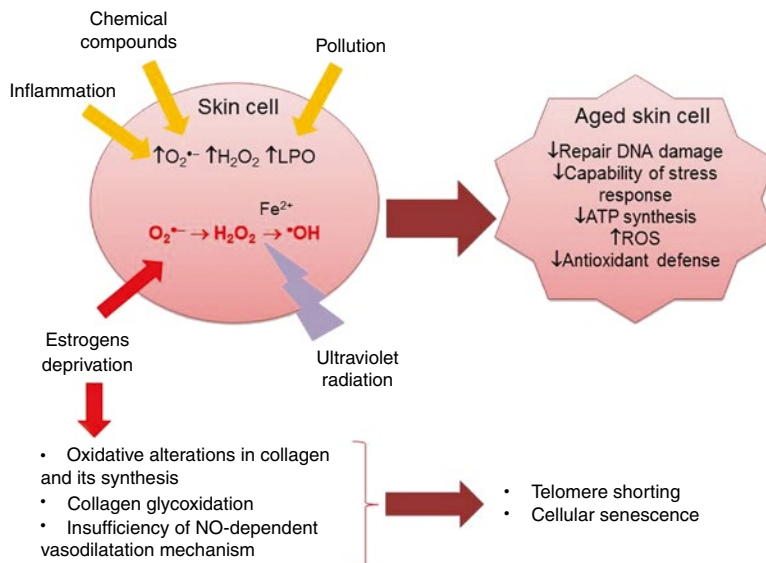 Chemical
compounds
Pollution
Inflammation
Skin cell
↑O₂•− ↑H₂O₂ ↑LPO
Fe²⁺
O₂•− → H₂O₂ → •OH
Aged skin cell
↓Repair DNA damage
↓Capability of stress
response
↓ATP synthesis
↑ROS
↓Antioxidant defense
Estrogens
deprivation
Ultraviolet
radiation
• Oxidative alterations in collagen
and its synthesis
• Collagen glycoxidation
• Insufficiency of NO-dependent
vasodilatation mechanism
• Telomere shorting
• Cellular senescence